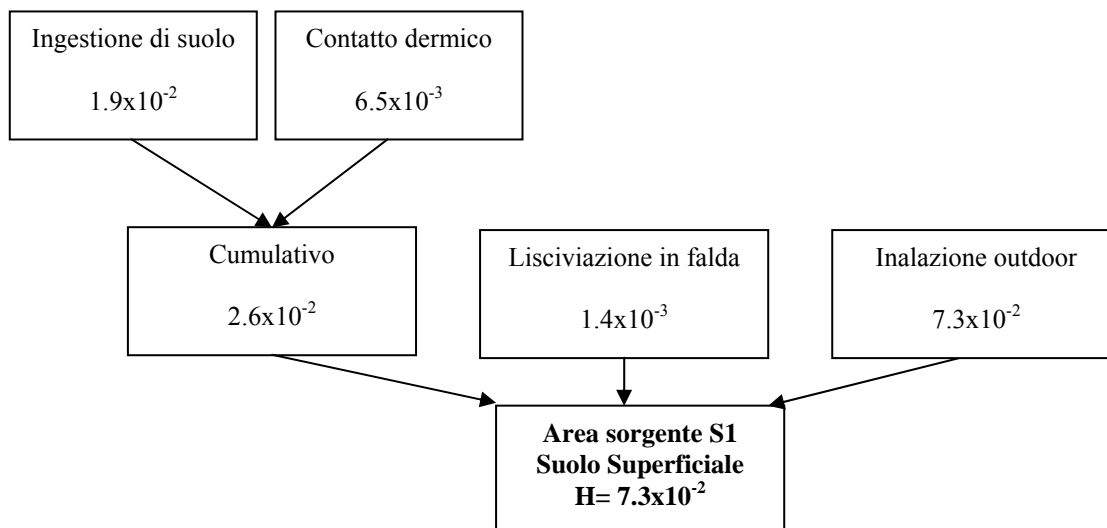 Ingestione di suolo
1.9x10⁻²
Contatto dermico
6.5x10⁻³
Cumulativo
2.6x10⁻²
Lisciviazione in falda
1.4x10⁻³
Inalazione outdoor
7.3x10⁻²
Area sorgente S1
Suolo Superficiale
H= 7.3x10⁻²